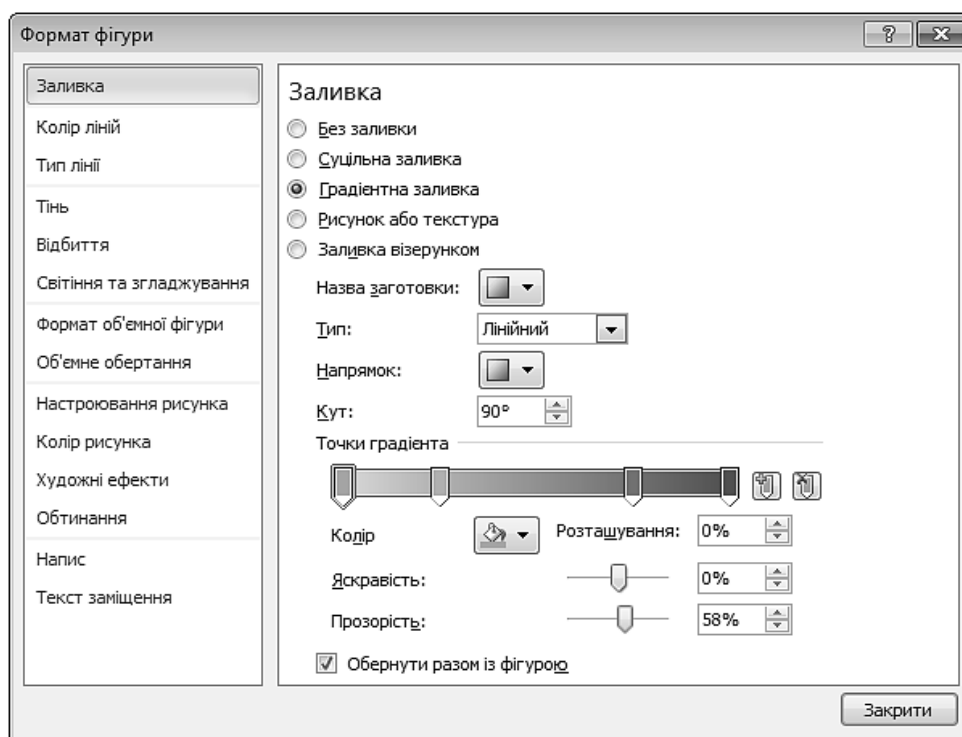 Формат фігури
Заливка
Колір ліній
Тип лінії
Тінь
Відбиття
Світіння та згладжування
Формат об'ємної фігури
Об'ємне обертання
Настроювання рисунка
Колір рисунка
Художні ефекти
Обтинання
Напис
Текст заміщення
Заливка
Без заливки
Суцільна заливка
Градієнтна заливка
Рисунок або текстура
Заливка візерунком
Назва заготовки:
Тип: Лінійний
Напрямок:
Кут: 90°
Точки градієнта
Колір Розташування: 0%
Яскравість: 0%
Прозорість: 58%
Обернути разом із фігурою
Закрити